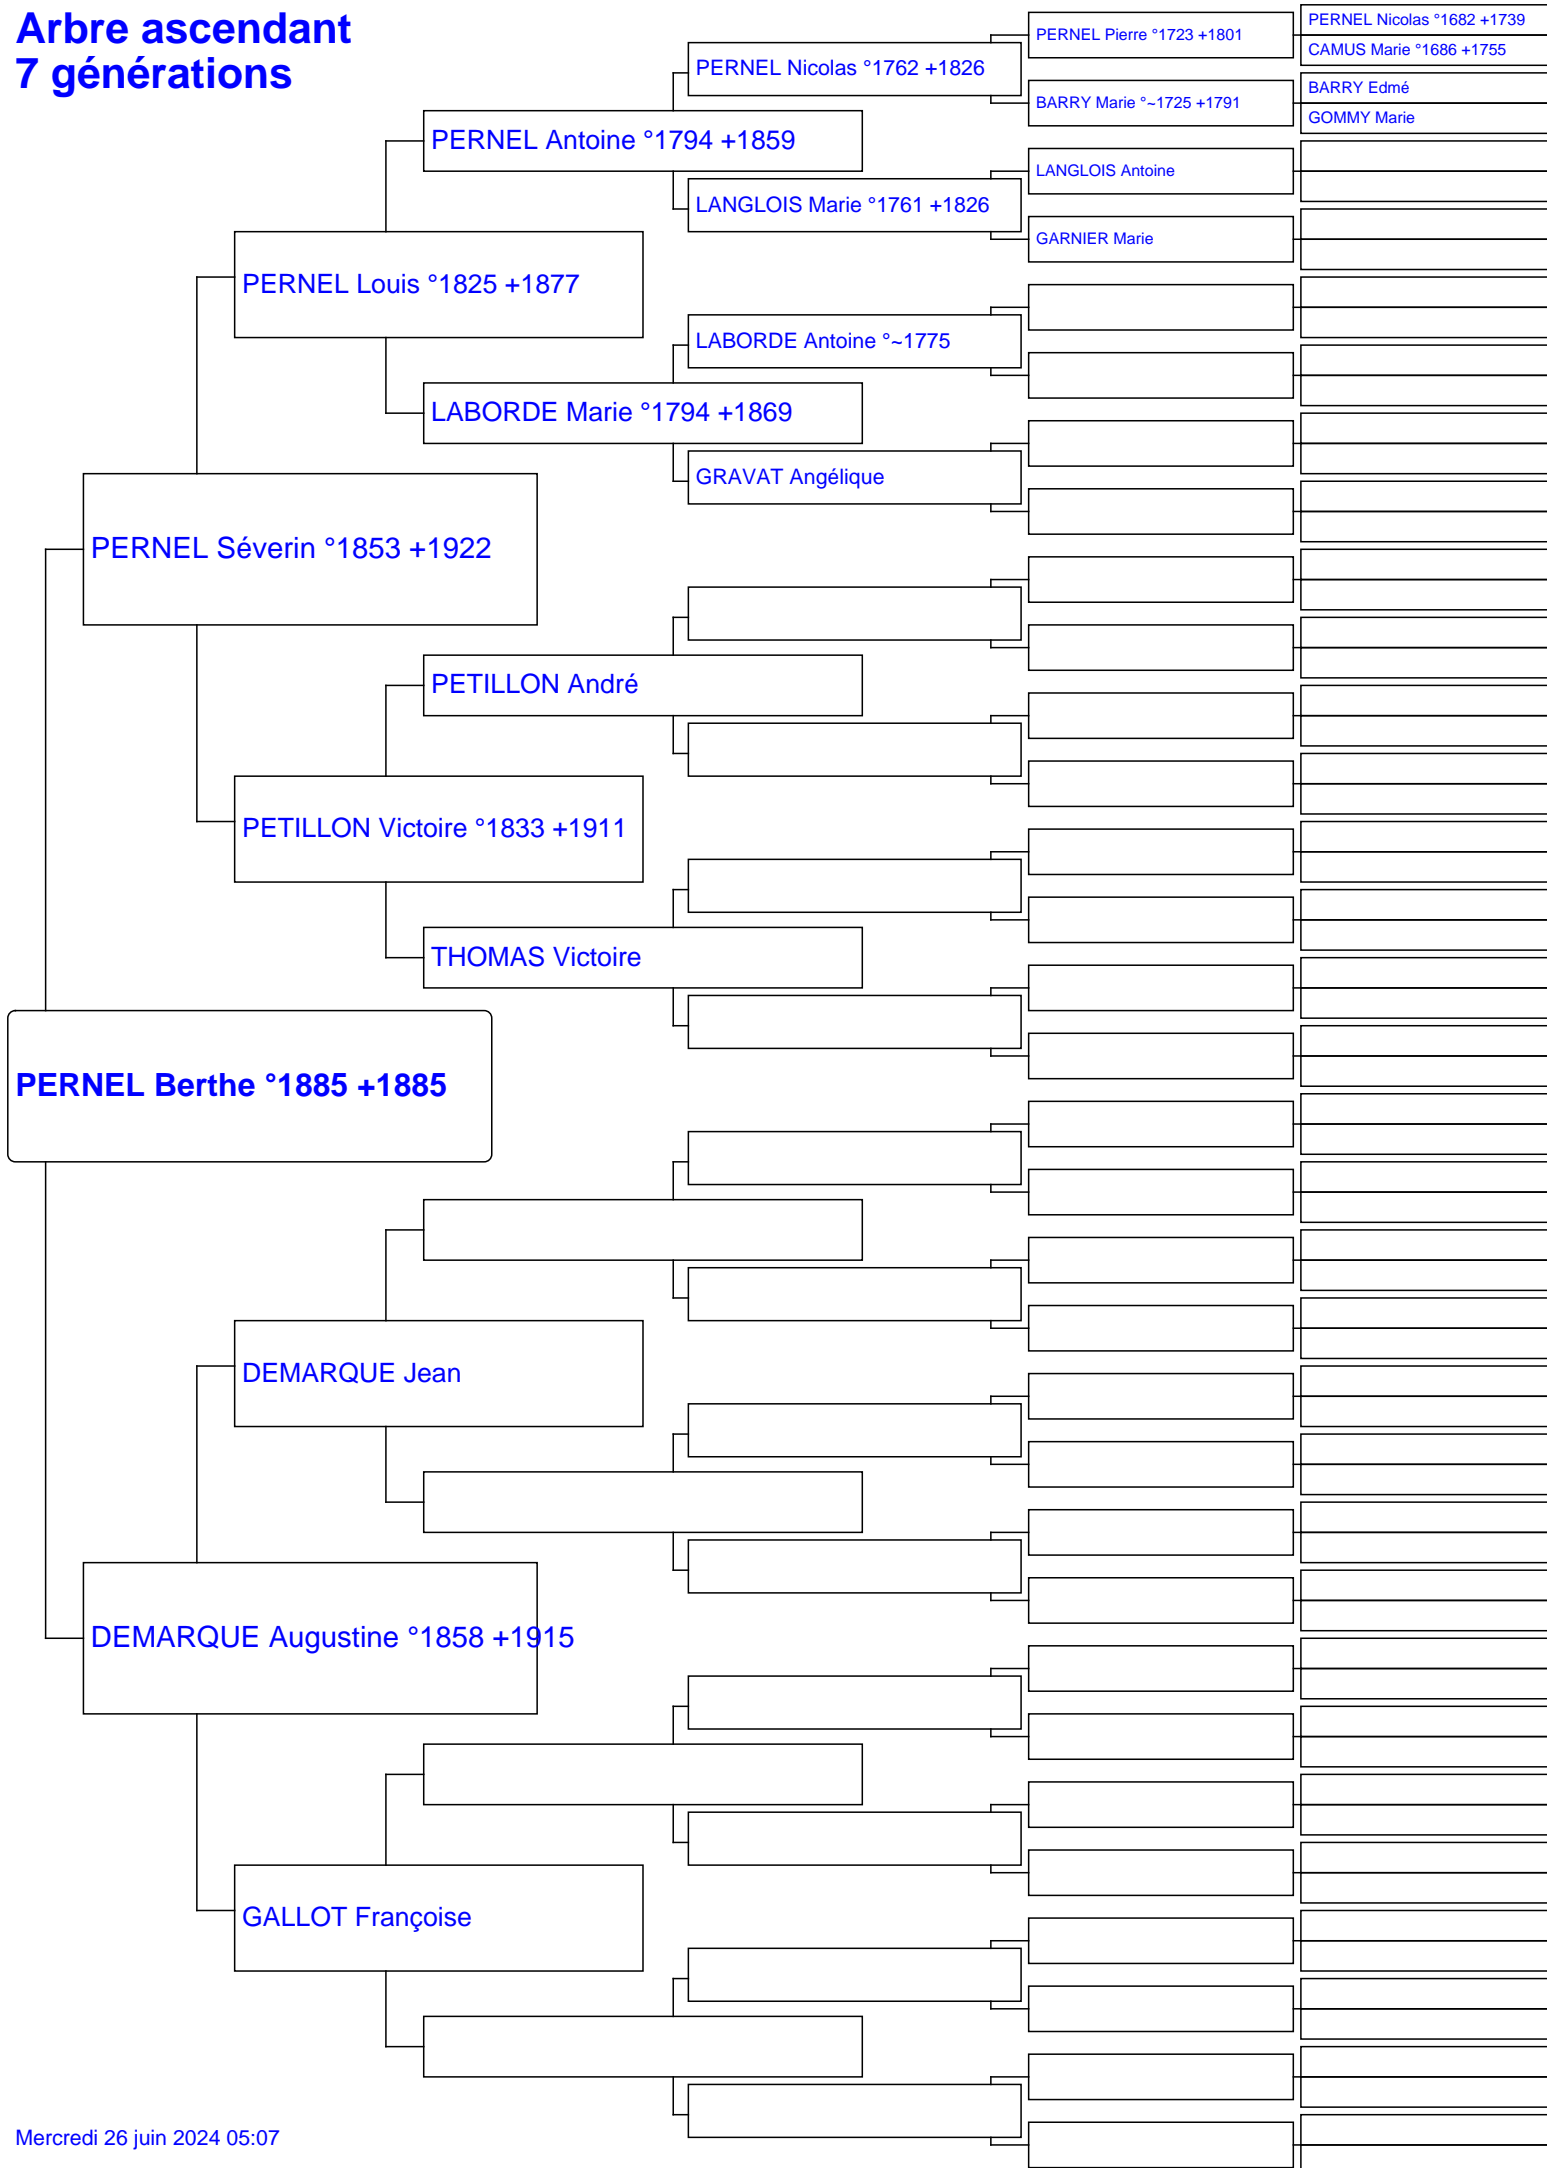 Arbre ascendant
7 générations
PERNEL Nicolas °1682 +1739
PERNEL Pierre °1723 +1801
CAMUS Marie °1686 +1755
PERNEL Nicolas °1762 +1826
BARRY Edmé
BARRY Marie °~1725 +1791
GOMMY Marie
PERNEL Antoine °1794 +1859
LANGLOIS Antoine
LANGLOIS Marie °1761 +1826
GARNIER Marie
PERNEL Louis °1825 +1877
LABORDE Antoine °~1775
LABORDE Marie °1794 +1869
GRAVAT Angélique
PERNEL Séverin °1853 +1922
PETILLON André
PETILLON Victoire °1833 +1911
THOMAS Victoire
PERNEL Berthe °1885 +1885
DEMARQUE Jean
DEMARQUE Augustine °1858 +1915
GALLOT Françoise
Mercredi 26 juin 2024 05:07